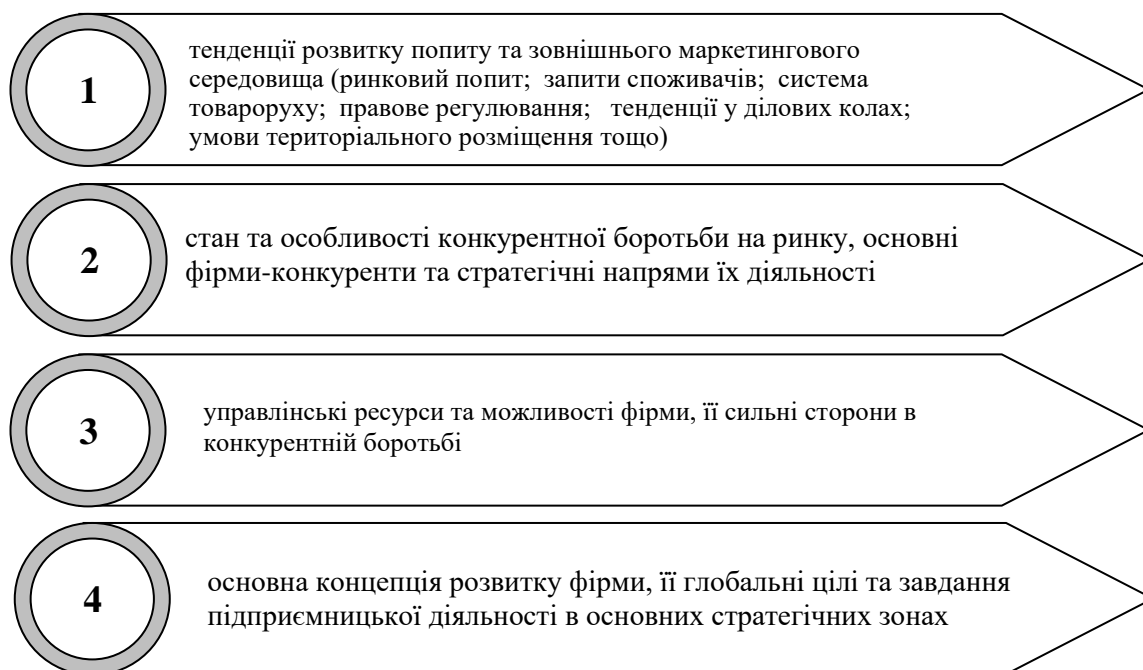 1
тенденції розвитку попиту та зовнішнього маркетингового
середовища (ринковий попит; запити споживачів; система
товароруху; правове регулювання; тенденції у ділових колах;
умови територіального розміщення тощо)
2
стан та особливості конкурентної боротьби на ринку, основні
фірми-конкуренти та стратегічні напрями їх діяльності
3
управлінські ресурси та можливості фірми, її сильні сторони в
конкурентній боротьбі
4
основна концепція розвитку фірми, її глобальні цілі та завдання
підприємницької діяльності в основних стратегічних зонах